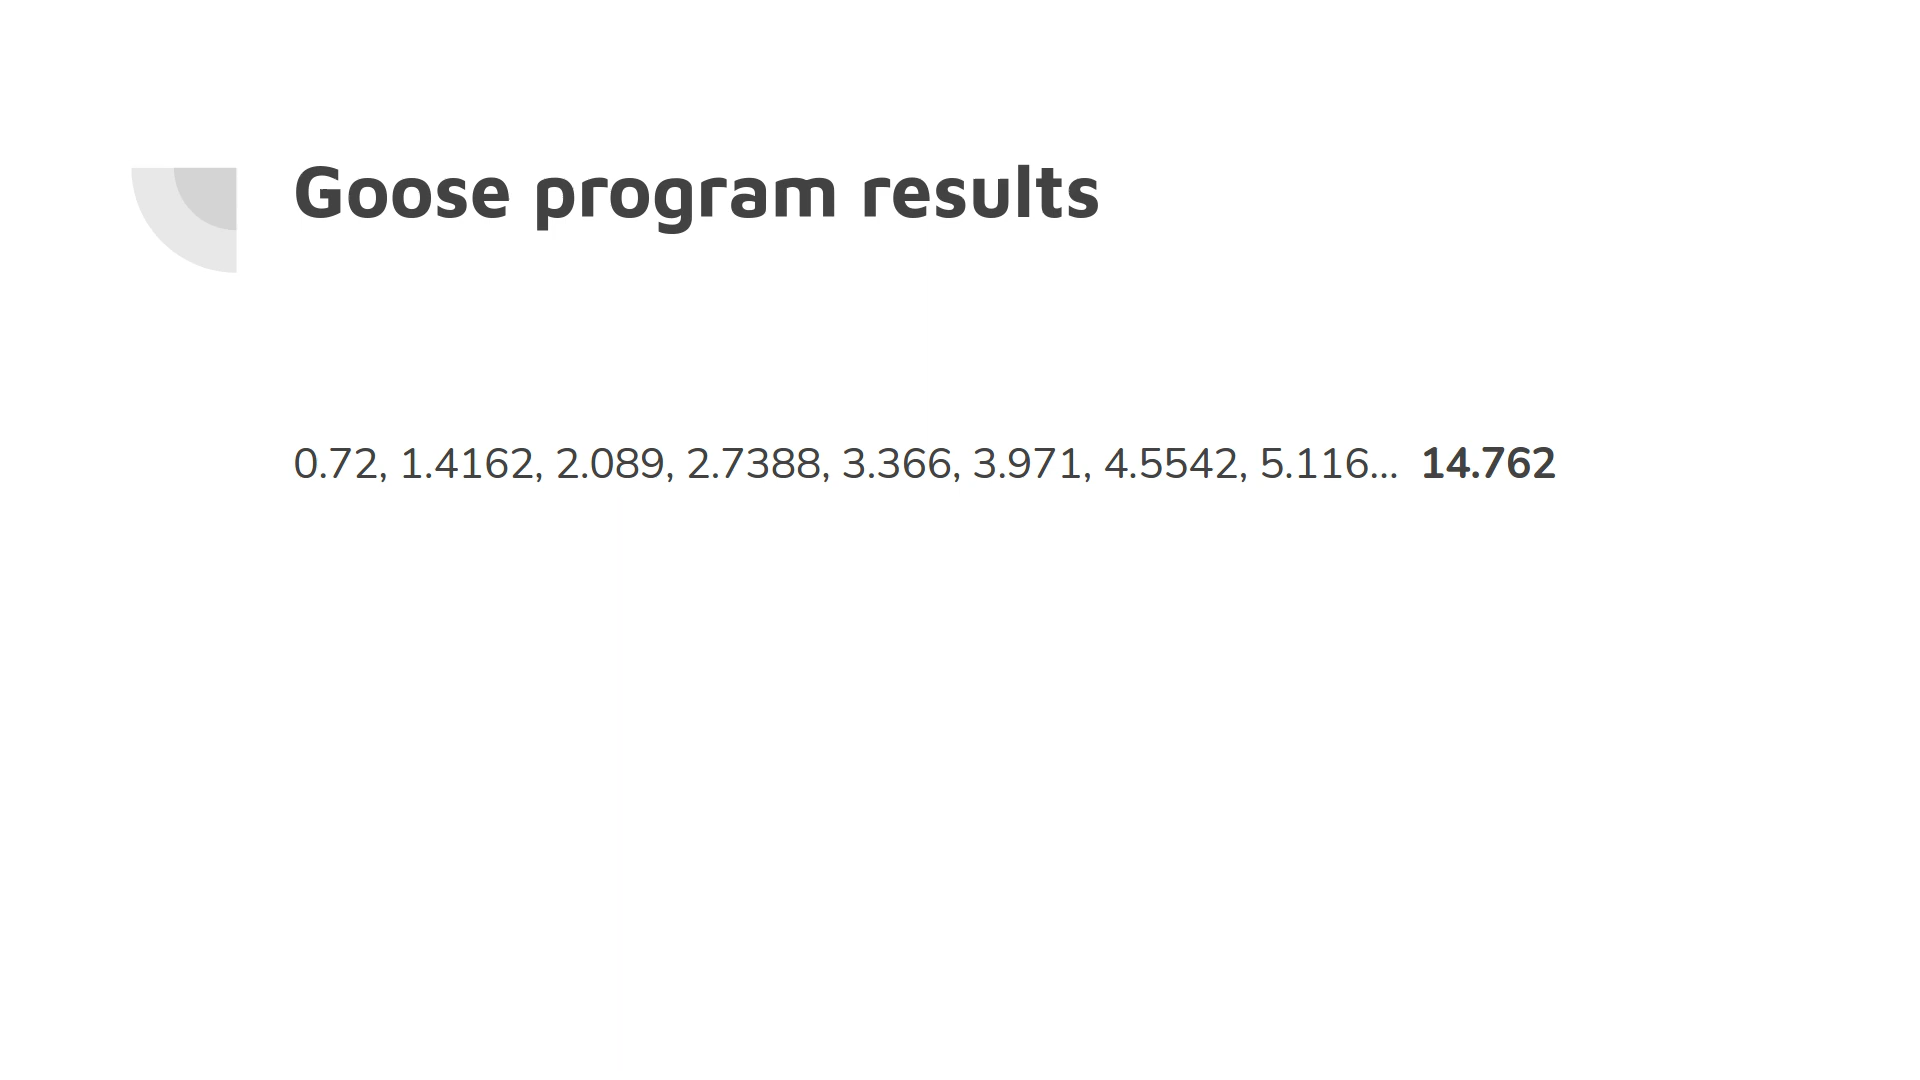 Goose program results
0.72, 1.4162, 2.089, 2.7388, 3.366, 3.971, 4.5542, 5.116... 14.762